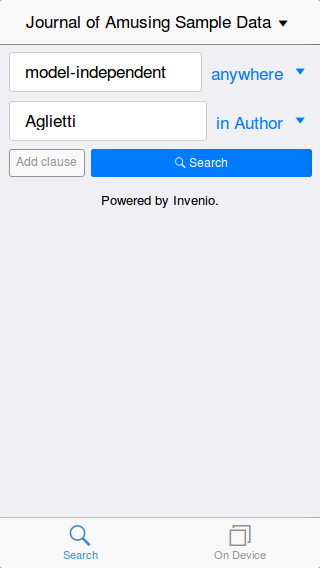 Journal of Amusing Sample Data
model-independent anywhere
Aglietti in Author
Add clause Search
Powered by Invenio.
Search On Device